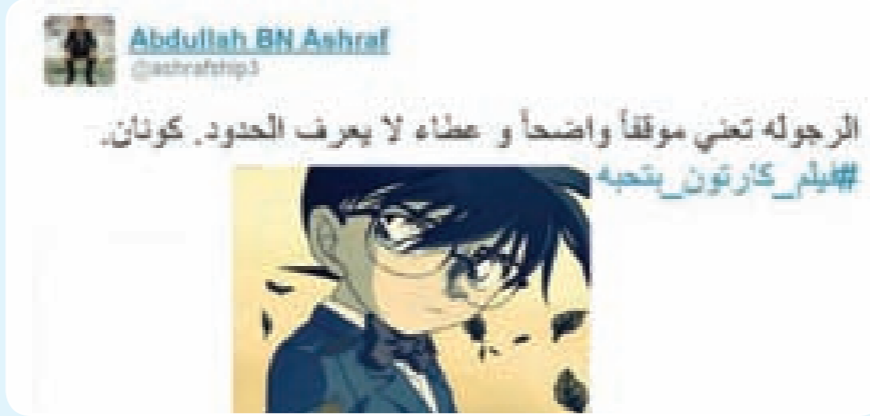 Abdullah BN Ashraf
@ashrafship3
الرجوله تعني موقفاً واضحاً و عطاء لا يعرف الحدود. كونان.
#فيلم_كارتون_بتحبه